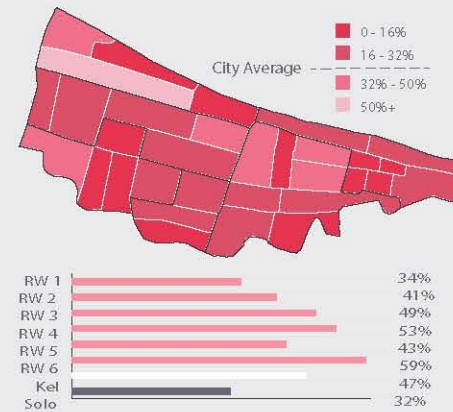 0 - 16%
16 - 32%
City Average
32% - 50%
50%+
RW 1 34%
RW 2 41%
RW 3 49%
RW 4 53%
RW 5 43%
RW 6 59%
Kel 47%
Solo 32%